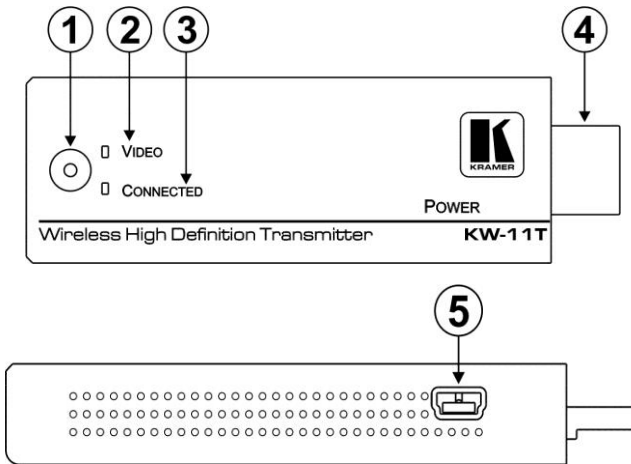 1 2 3 4
VIDEO
CONNECTED
KRAMER
POWER
Wireless High Definition Transmitter KW-11T
5